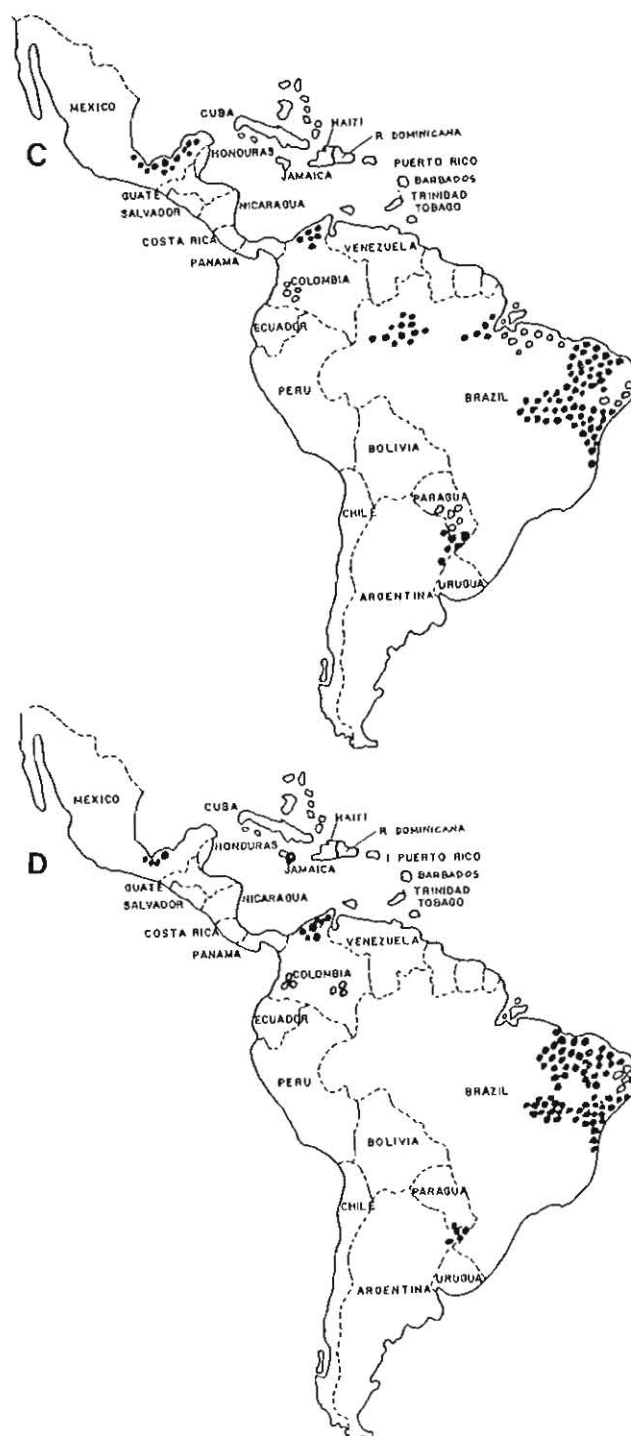 C
MEXICO
CUBA
HAITI
R. DOMINICANA
HONDURAS
JAMAICA
PUERTO RICO
BARBADOS
TRINIDAD
TOBAGO
GUATE
SALVADOR
NICARAGUA
COSTA RICA
PANAMA
VENEZUELA
COLOMBIA
ECUADOR
PERU
BRAZIL
BOLIVIA
PARAGUA
CHILE
ARGENTINA
URUGUA
D
MEXICO
CUBA
HAITI
R DOMINICANA
HONDURAS
JAMAICA
I PUERTO RICO
BARBADOS
TRINIDAD
TOBAGO
GUATE
SALVADOR
NICARAGUA
COSTA RICA
PANAMA
VENEZUELA
COLOMBIA
ECUADOR
PERU
BRAZIL
BOLIVIA
PARAGUA
CHILE
ARGENTINA
URUGUA